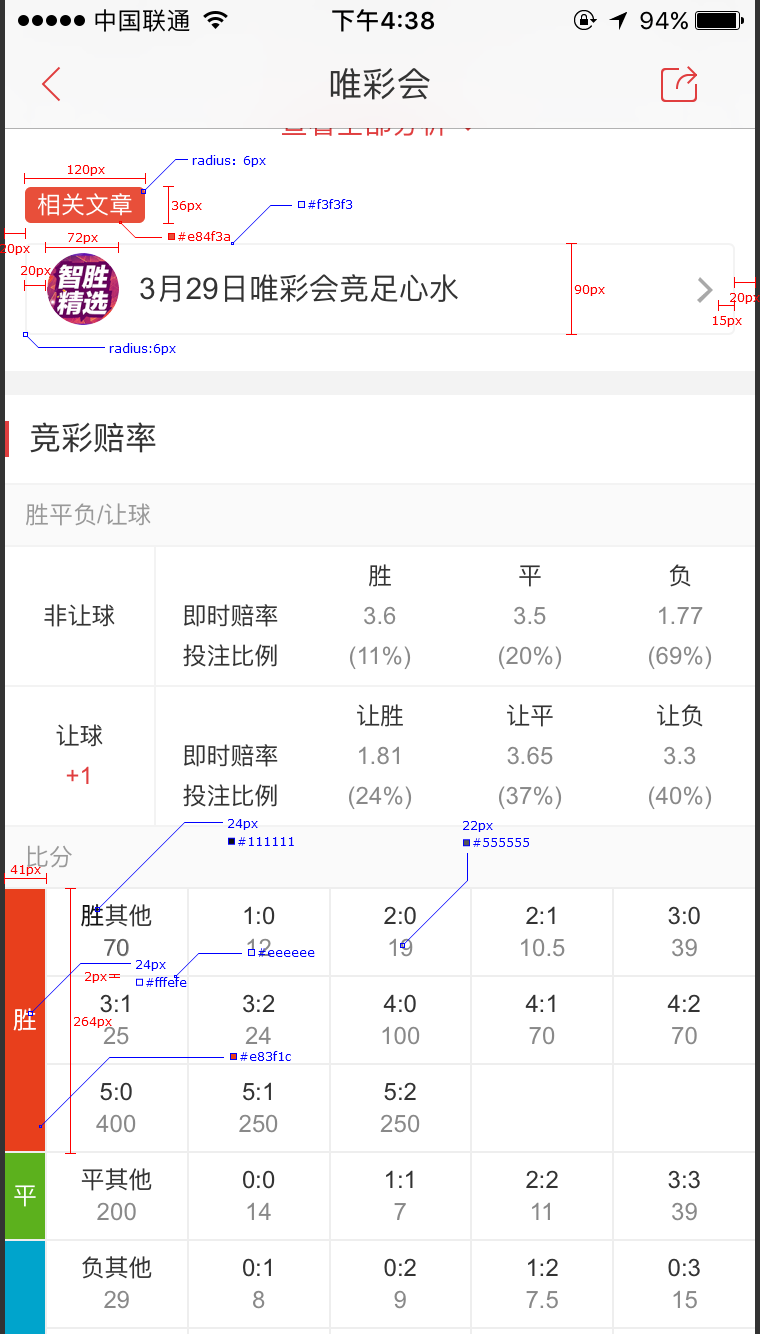 中国联通 下午4:38 94%
唯彩会
查看全部分析
120px radius: 6px
相关文章 36px #f3f3f3
#e84f3a
20px 72px
20px 智胜精选 3月29日唯彩会竞足心水 90px 20px
15px
radius:6px
竞彩赔率
胜平负/让球
胜 平 负
非让球 即时赔率 3.6 3.5 1.77
投注比例 (11%) (20%) (69%)
让胜 让平 让负
让球 即时赔率 1.81 3.65 3.3
+1 投注比例 (24%) (37%) (40%)
24px 22px
#111111 #555555
比分
41px
胜其他 1:0 2:0 2:1 3:0
70 12 19 10.5 39
#eeeeee
24px
2px #fffefe
3:1 3:2 4:0 4:1 4:2
胜 264px
25 24 100 70 70
#e83f1c
5:0 5:1 5:2
400 250 250
平其他 0:0 1:1 2:2 3:3
平
200 14 7 11 39
负其他 0:1 0:2 1:2 0:3
29 8 9 7.5 15